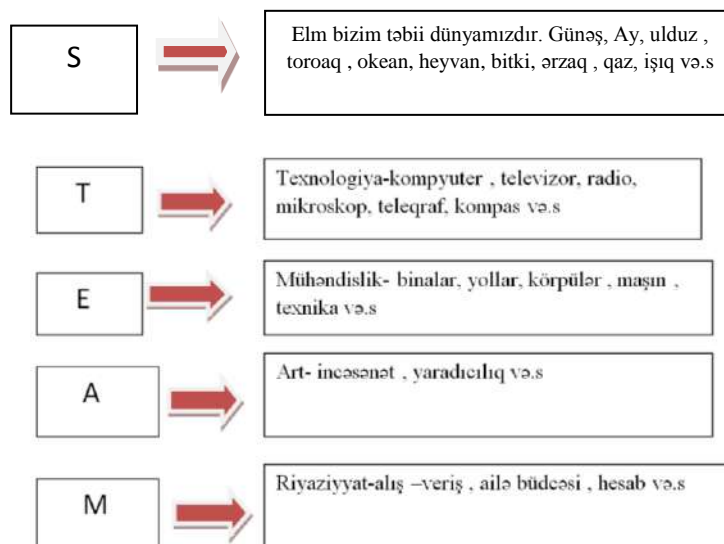 S
Elm bizim təbii dünyamızdır. Günəş, Ay, ulduz ,
toroaq , okean, heyvan, bitki, ərzaq , qaz, işıq və.s
T
Texnologiya-kompyuter , televizor, radio,
mikroskop, teleqraf, kompas və.s
E
Mühəndislik- binalar, yollar, körpülər , maşın ,
texnika və.s
A
Art- incəsənət , yaradıcılıq və.s
M
Riyaziyyat-alış –veriş , ailə büdcəsi , hesab və.s